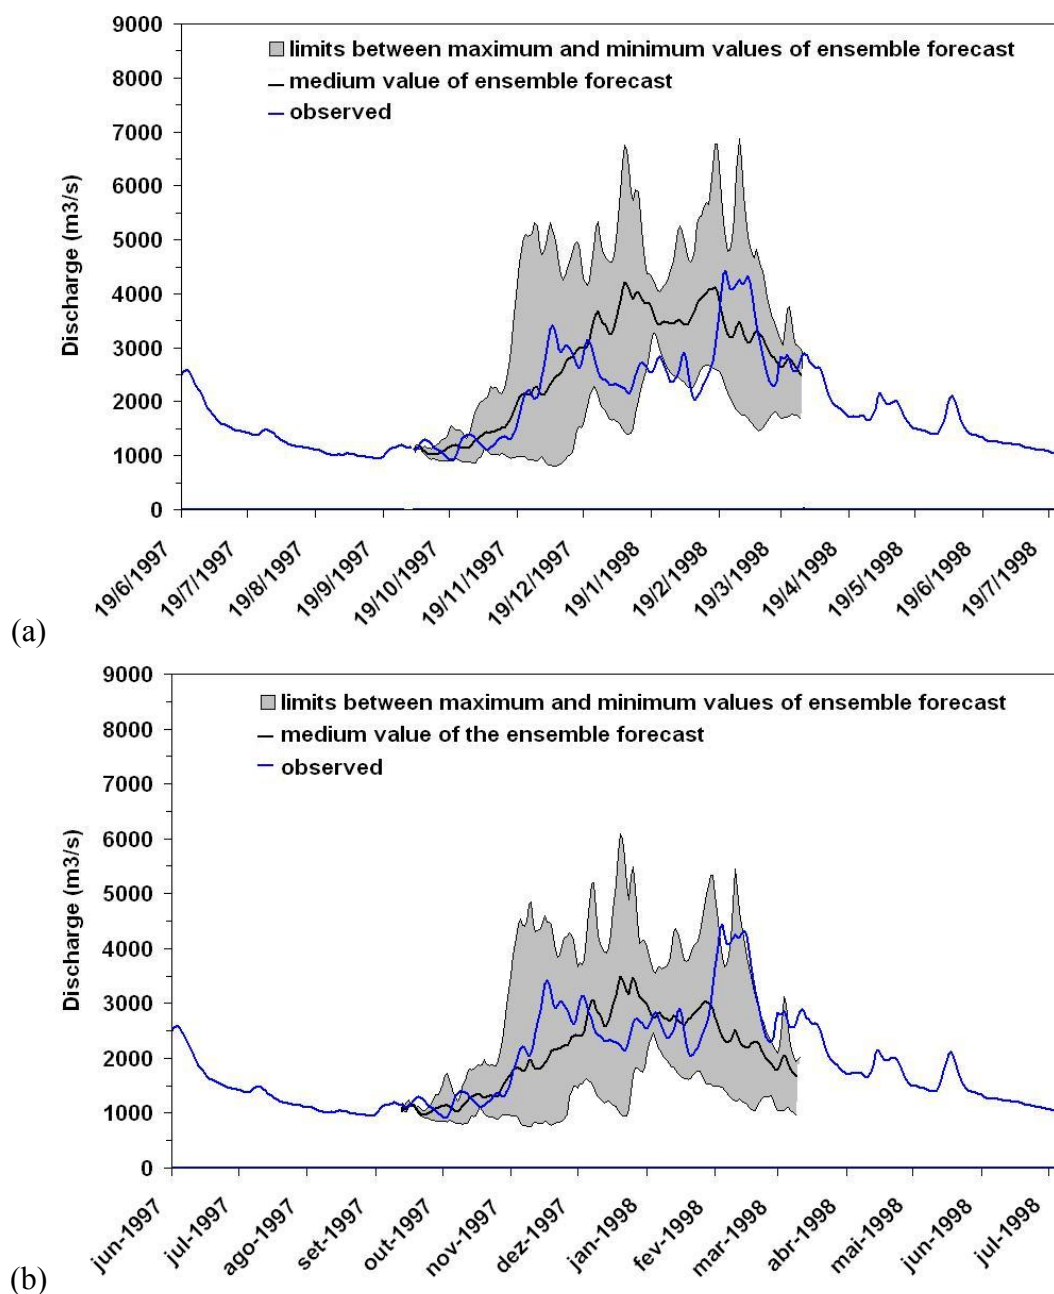 9000
8000
7000
6000
5000
4000
3000
2000
1000
0
Discharge (m3/s)
limits between maximum and minimum values of ensemble forecast
medium value of ensemble forecast
observed
19/6/1997
19/7/1997
19/8/1997
19/9/1997
19/10/1997
19/11/1997
19/12/1997
19/1/1998
19/2/1998
19/3/1998
19/4/1998
19/5/1998
19/6/1998
19/7/1998
(a)
9000
8000
7000
6000
5000
4000
3000
2000
1000
0
Discharge (m3/s)
limits between maximum and minimum values of ensemble forecast
medium value of the ensemble forecast
observed
jun-1997
jul-1997
ago-1997
set-1997
out-1997
nov-1997
dez-1997
jan-1998
fev-1998
mar-1998
abr-1998
mai-1998
jun-1998
jul-1998
(b)